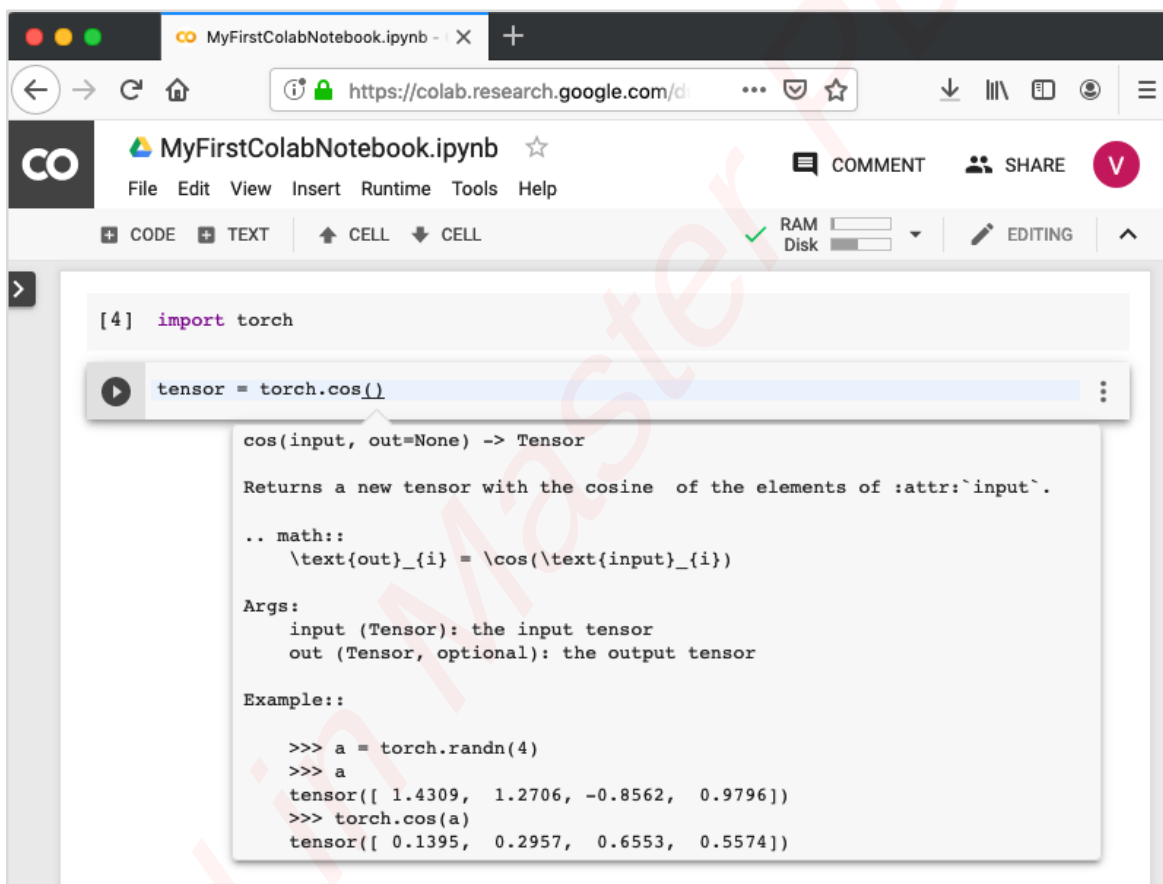 MyFirstColabNotebook.ipynb -
https://colab.research.google.com/d
CO MyFirstColabNotebook.ipynb
COMMENT SHARE V
File Edit View Insert Runtime Tools Help
CODE TEXT CELL CELL RAM Disk EDITING
[4] import torch
tensor = torch.cos()
cos(input, out=None) -> Tensor
Returns a new tensor with the cosine  of the elements of :attr:`input`.
.. math::
\text{out}_{i} = \cos(\text{input}_{i})
Args:
input (Tensor): the input tensor
out (Tensor, optional): the output tensor
Example::
>>> a = torch.randn(4)
>>> a
tensor([ 1.4309,  1.2706, -0.8562,  0.9796])
>>> torch.cos(a)
tensor([ 0.1395,  0.2957,  0.6553,  0.5574])
in Master